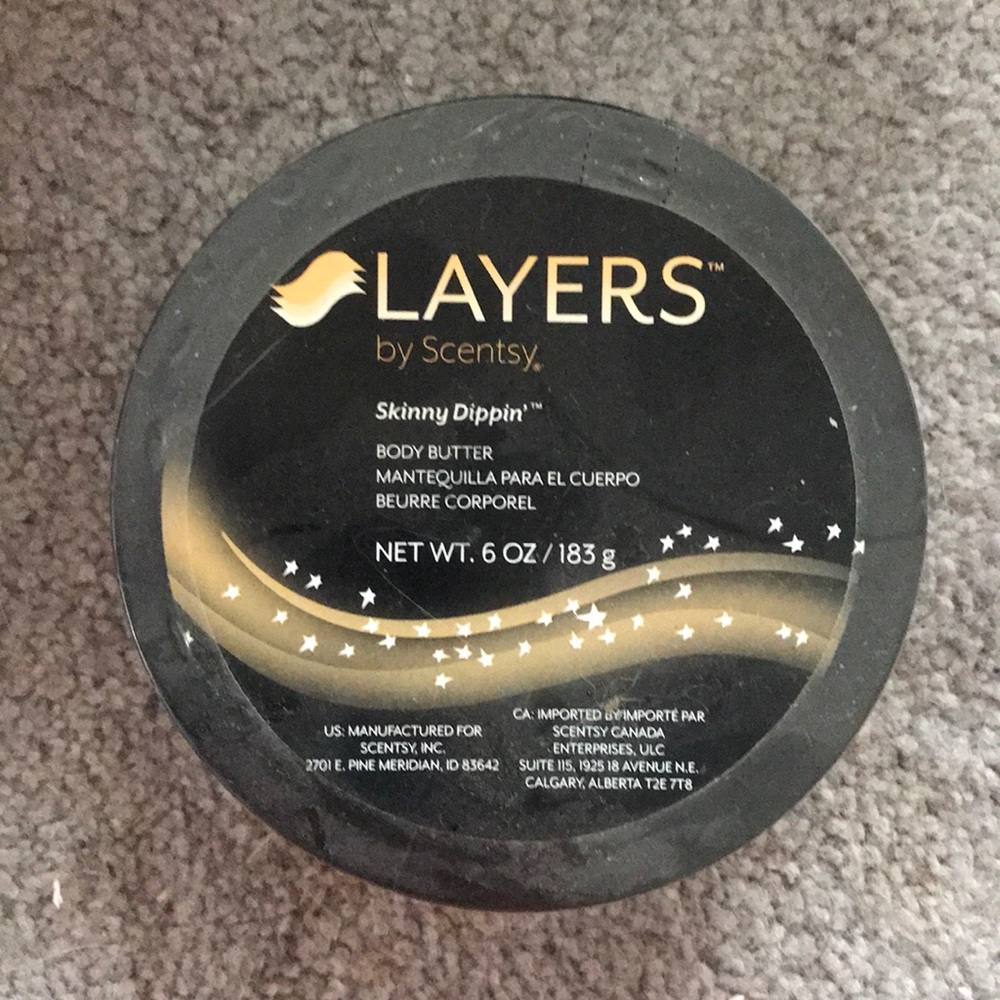 LAYERS™
by Scentsy®
Skinny Dippin'™
BODY BUTTER
MANTEQUILLA PARA EL CUERPO
BEURRE CORPOREL
NET WT. 6 OZ / 183 g
US: MANUFACTURED FOR
SCENTSY, INC.
2701 E. PINE MERIDIAN, ID 83642
CA: IMPORTED BY/IMPORTÉ PAR
SCENTSY CANADA
ENTERPRISES, ULC
SUITE 115, 1925 18 AVENUE N.E.
CALGARY, ALBERTA T2E 7T8